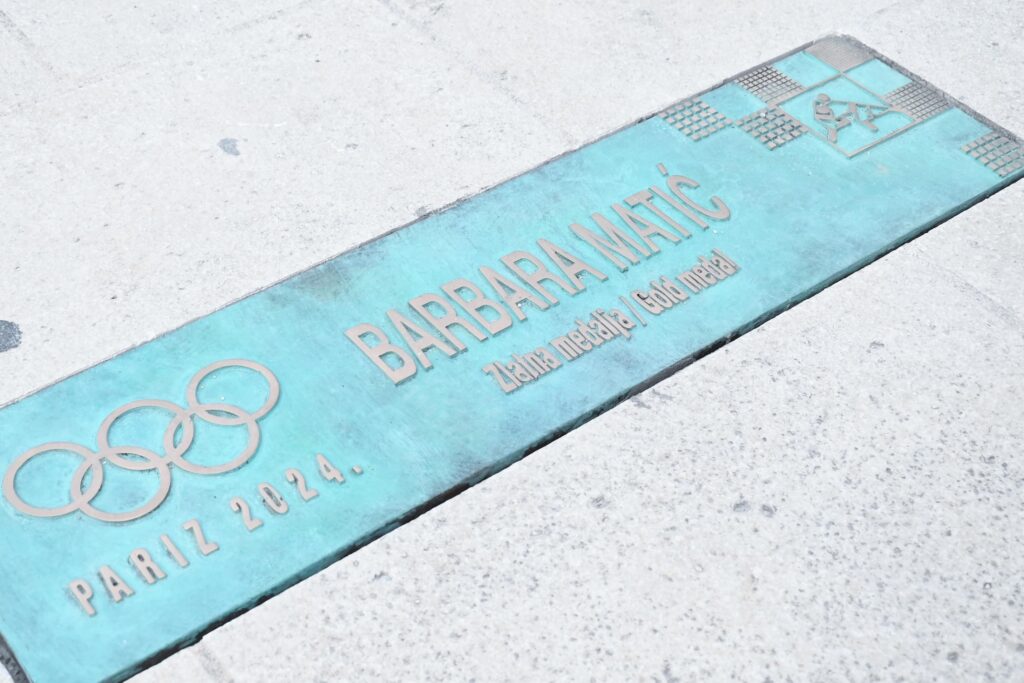 BARBARA MATIĆ
Zlatna medalja / Gold medal
PARIZ 2024.